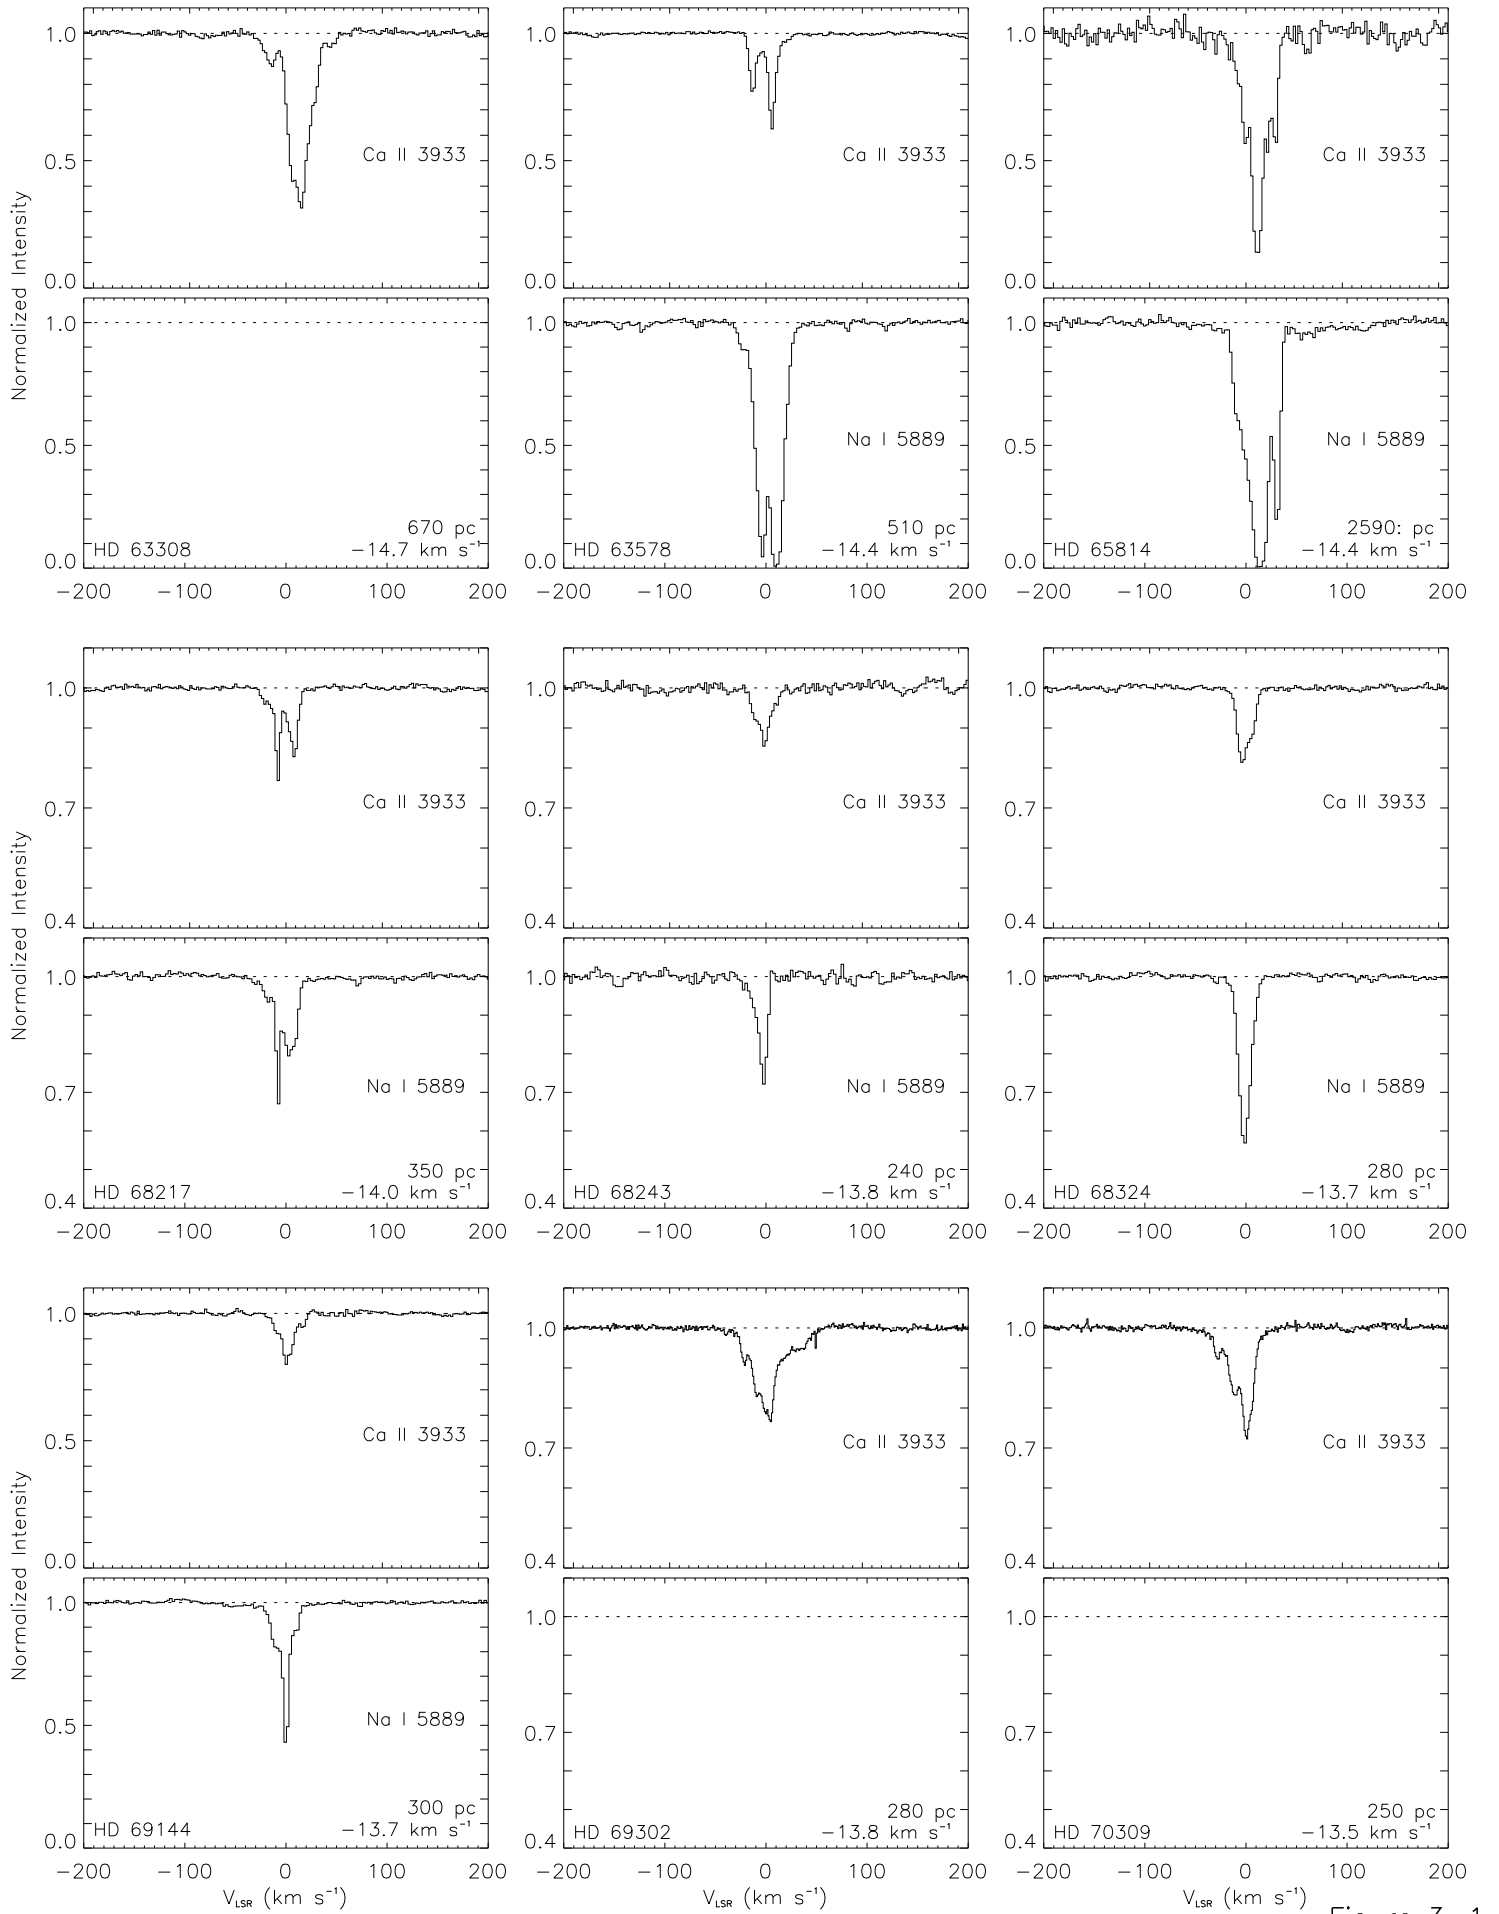 1.0 1.0 1.0
Ca II 3933 Ca II 3933 Ca II 3933
0.5 0.5 0.5
Normalized Intensity
0.0 0.0 0.0
1.0 1.0 1.0
Na I 5889 Na I 5889
0.5 0.5 0.5
670 pc 510 pc 2590: pc
HD 63308 −14.7 km s⁻¹ HD 63578 −14.4 km s⁻¹ HD 65814 −14.4 km s⁻¹
0.0 0.0 0.0
−200 −100 0 100 200 −200 −100 0 100 200 −200 −100 0 100 200
1.0 1.0 1.0
Ca II 3933 Ca II 3933 Ca II 3933
0.7 0.7 0.7
Normalized Intensity
0.4 0.4 0.4
1.0 1.0 1.0
Na I 5889 Na I 5889 Na I 5889
0.7 0.7 0.7
350 pc 240 pc 280 pc
HD 68217 −14.0 km s⁻¹ HD 68243 −13.8 km s⁻¹ HD 68324 −13.7 km s⁻¹
0.4 0.4 0.4
−200 −100 0 100 200 −200 −100 0 100 200 −200 −100 0 100 200
1.0 1.0 1.0
Ca II 3933 Ca II 3933 Ca II 3933
0.5 0.7 0.7
Normalized Intensity
0.0 0.4 0.4
1.0 1.0 1.0
Na I 5889
0.5 0.7 0.7
300 pc 280 pc 250 pc
HD 69144 −13.7 km s⁻¹ HD 69302 −13.8 km s⁻¹ HD 70309 −13.5 km s⁻¹
0.0 0.4 0.4
−200 −100 0 100 200 −200 −100 0 100 200 −200 −100 0 100 200
V_LSR (km s⁻¹) V_LSR (km s⁻¹) V_LSR (km s⁻¹)